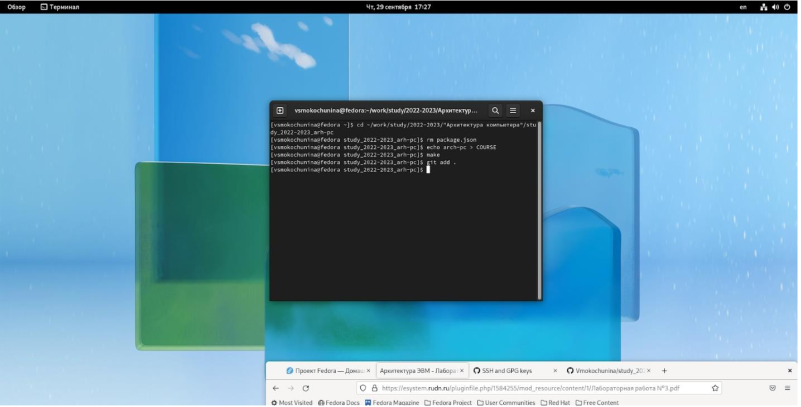 Обзор
Терминал
Чт, 29 сентября 17:27
en
vsmokochunina@fedora:~/work/study/2022-2023/Архитектур...
[vsmokochunina@fedora ~]$ cd ~/work/study/2022-2023/"Архитектура компьютера"/stu
dy_2022-2023_arh-pc
[vsmokochunina@fedora study_2022-2023_arh-pc]$ rm package.json
[vsmokochunina@fedora study_2022-2023_arh-pc]$ echo arch-pc > COURSE
[vsmokochunina@fedora study_2022-2023_arh-pc]$ make
[vsmokochunina@fedora study_2022-2023_arh-pc]$ git add .
[vsmokochunina@fedora study_2022-2023_arh-pc]$
Проект Fedora — Домаш
Архитектура ЭВМ - Лаборат
SSH and GPG keys
Vmokochunina/study_202
https://esystem.rudn.ru/pluginfile.php/1584255/mod_resource/content/1/Лабораторная работа №3.pdf
Most Visited
Fedora Docs
Fedora Magazine
Fedora Project
User Communities
Red Hat
Free Content